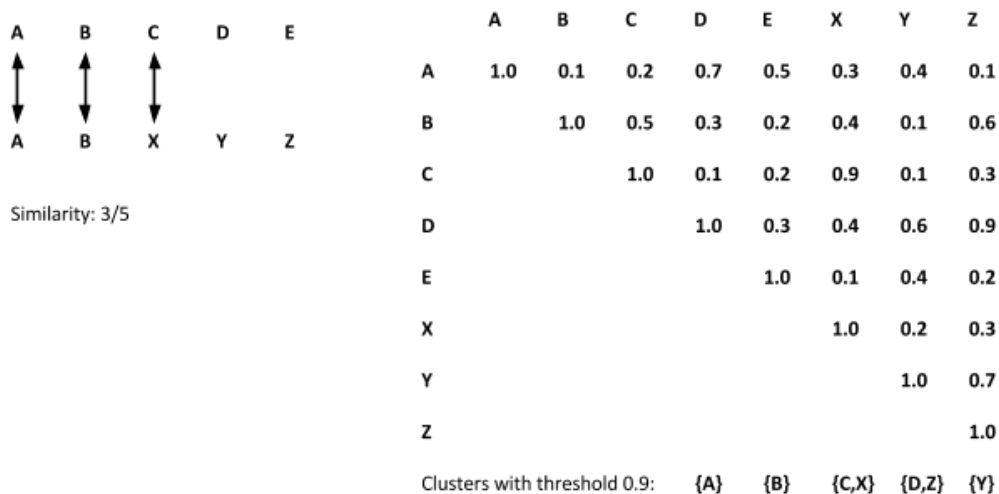 A B C D E
A B X Y Z
Similarity: 3/5
A B C D E X Y Z
A 1.0 0.1 0.2 0.7 0.5 0.3 0.4 0.1
B 1.0 0.5 0.3 0.2 0.4 0.1 0.6
C 1.0 0.1 0.2 0.9 0.1 0.3
D 1.0 0.3 0.4 0.6 0.9
E 1.0 0.1 0.4 0.2
X 1.0 0.2 0.3
Y 1.0 0.7
Z 1.0
Clusters with threshold 0.9: {A} {B} {C,X} {D,Z} {Y}